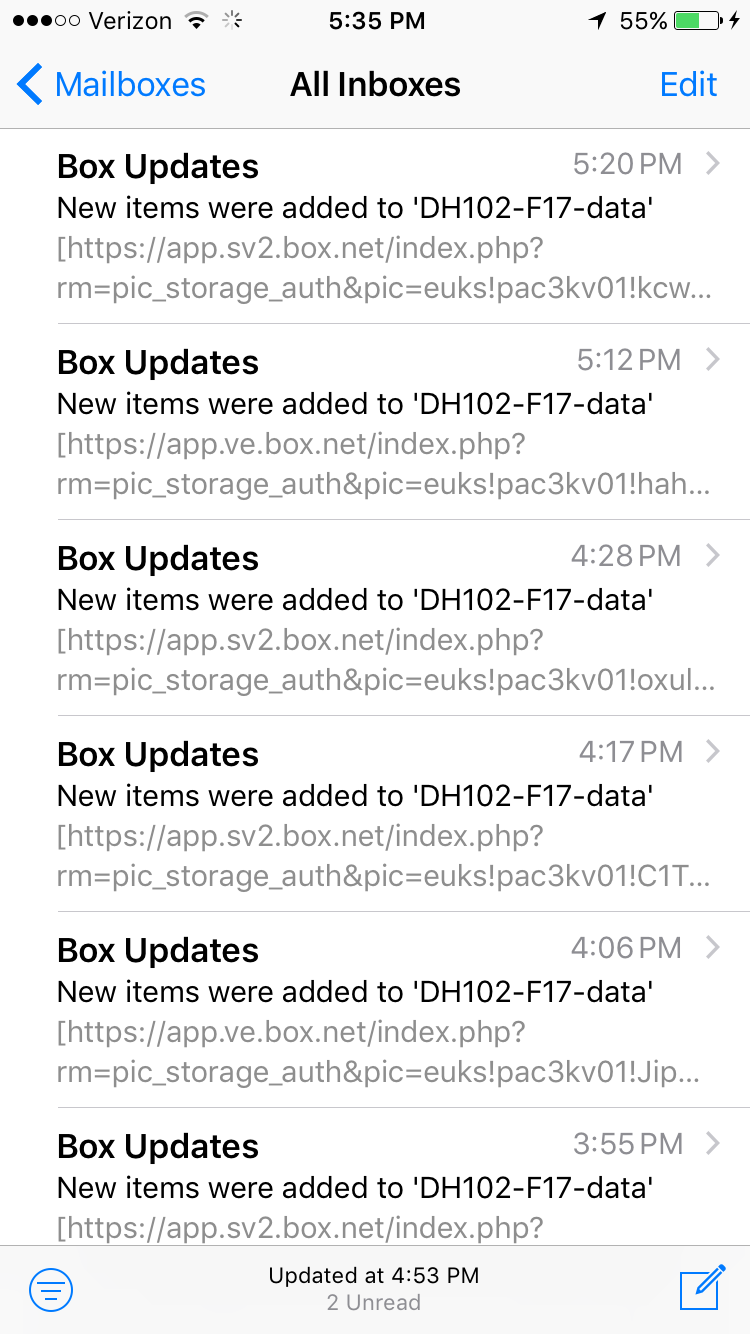 Verizon 5:35 PM 55%
Mailboxes All Inboxes Edit
Box Updates 5:20 PM
New items were added to 'DH102-F17-data'
[https://app.sv2.box.net/index.php?
rm=pic_storage_auth&pic=euks!pac3kv01!kcw...
Box Updates 5:12 PM
New items were added to 'DH102-F17-data'
[https://app.ve.box.net/index.php?
rm=pic_storage_auth&pic=euks!pac3kv01!hah...
Box Updates 4:28 PM
New items were added to 'DH102-F17-data'
[https://app.sv2.box.net/index.php?
rm=pic_storage_auth&pic=euks!pac3kv01!oxul...
Box Updates 4:17 PM
New items were added to 'DH102-F17-data'
[https://app.sv2.box.net/index.php?
rm=pic_storage_auth&pic=euks!pac3kv01!C1T...
Box Updates 4:06 PM
New items were added to 'DH102-F17-data'
[https://app.ve.box.net/index.php?
rm=pic_storage_auth&pic=euks!pac3kv01!Jip...
Box Updates 3:55 PM
New items were added to 'DH102-F17-data'
[https://app.sv2.box.net/index.php?
Updated at 4:53 PM
2 Unread